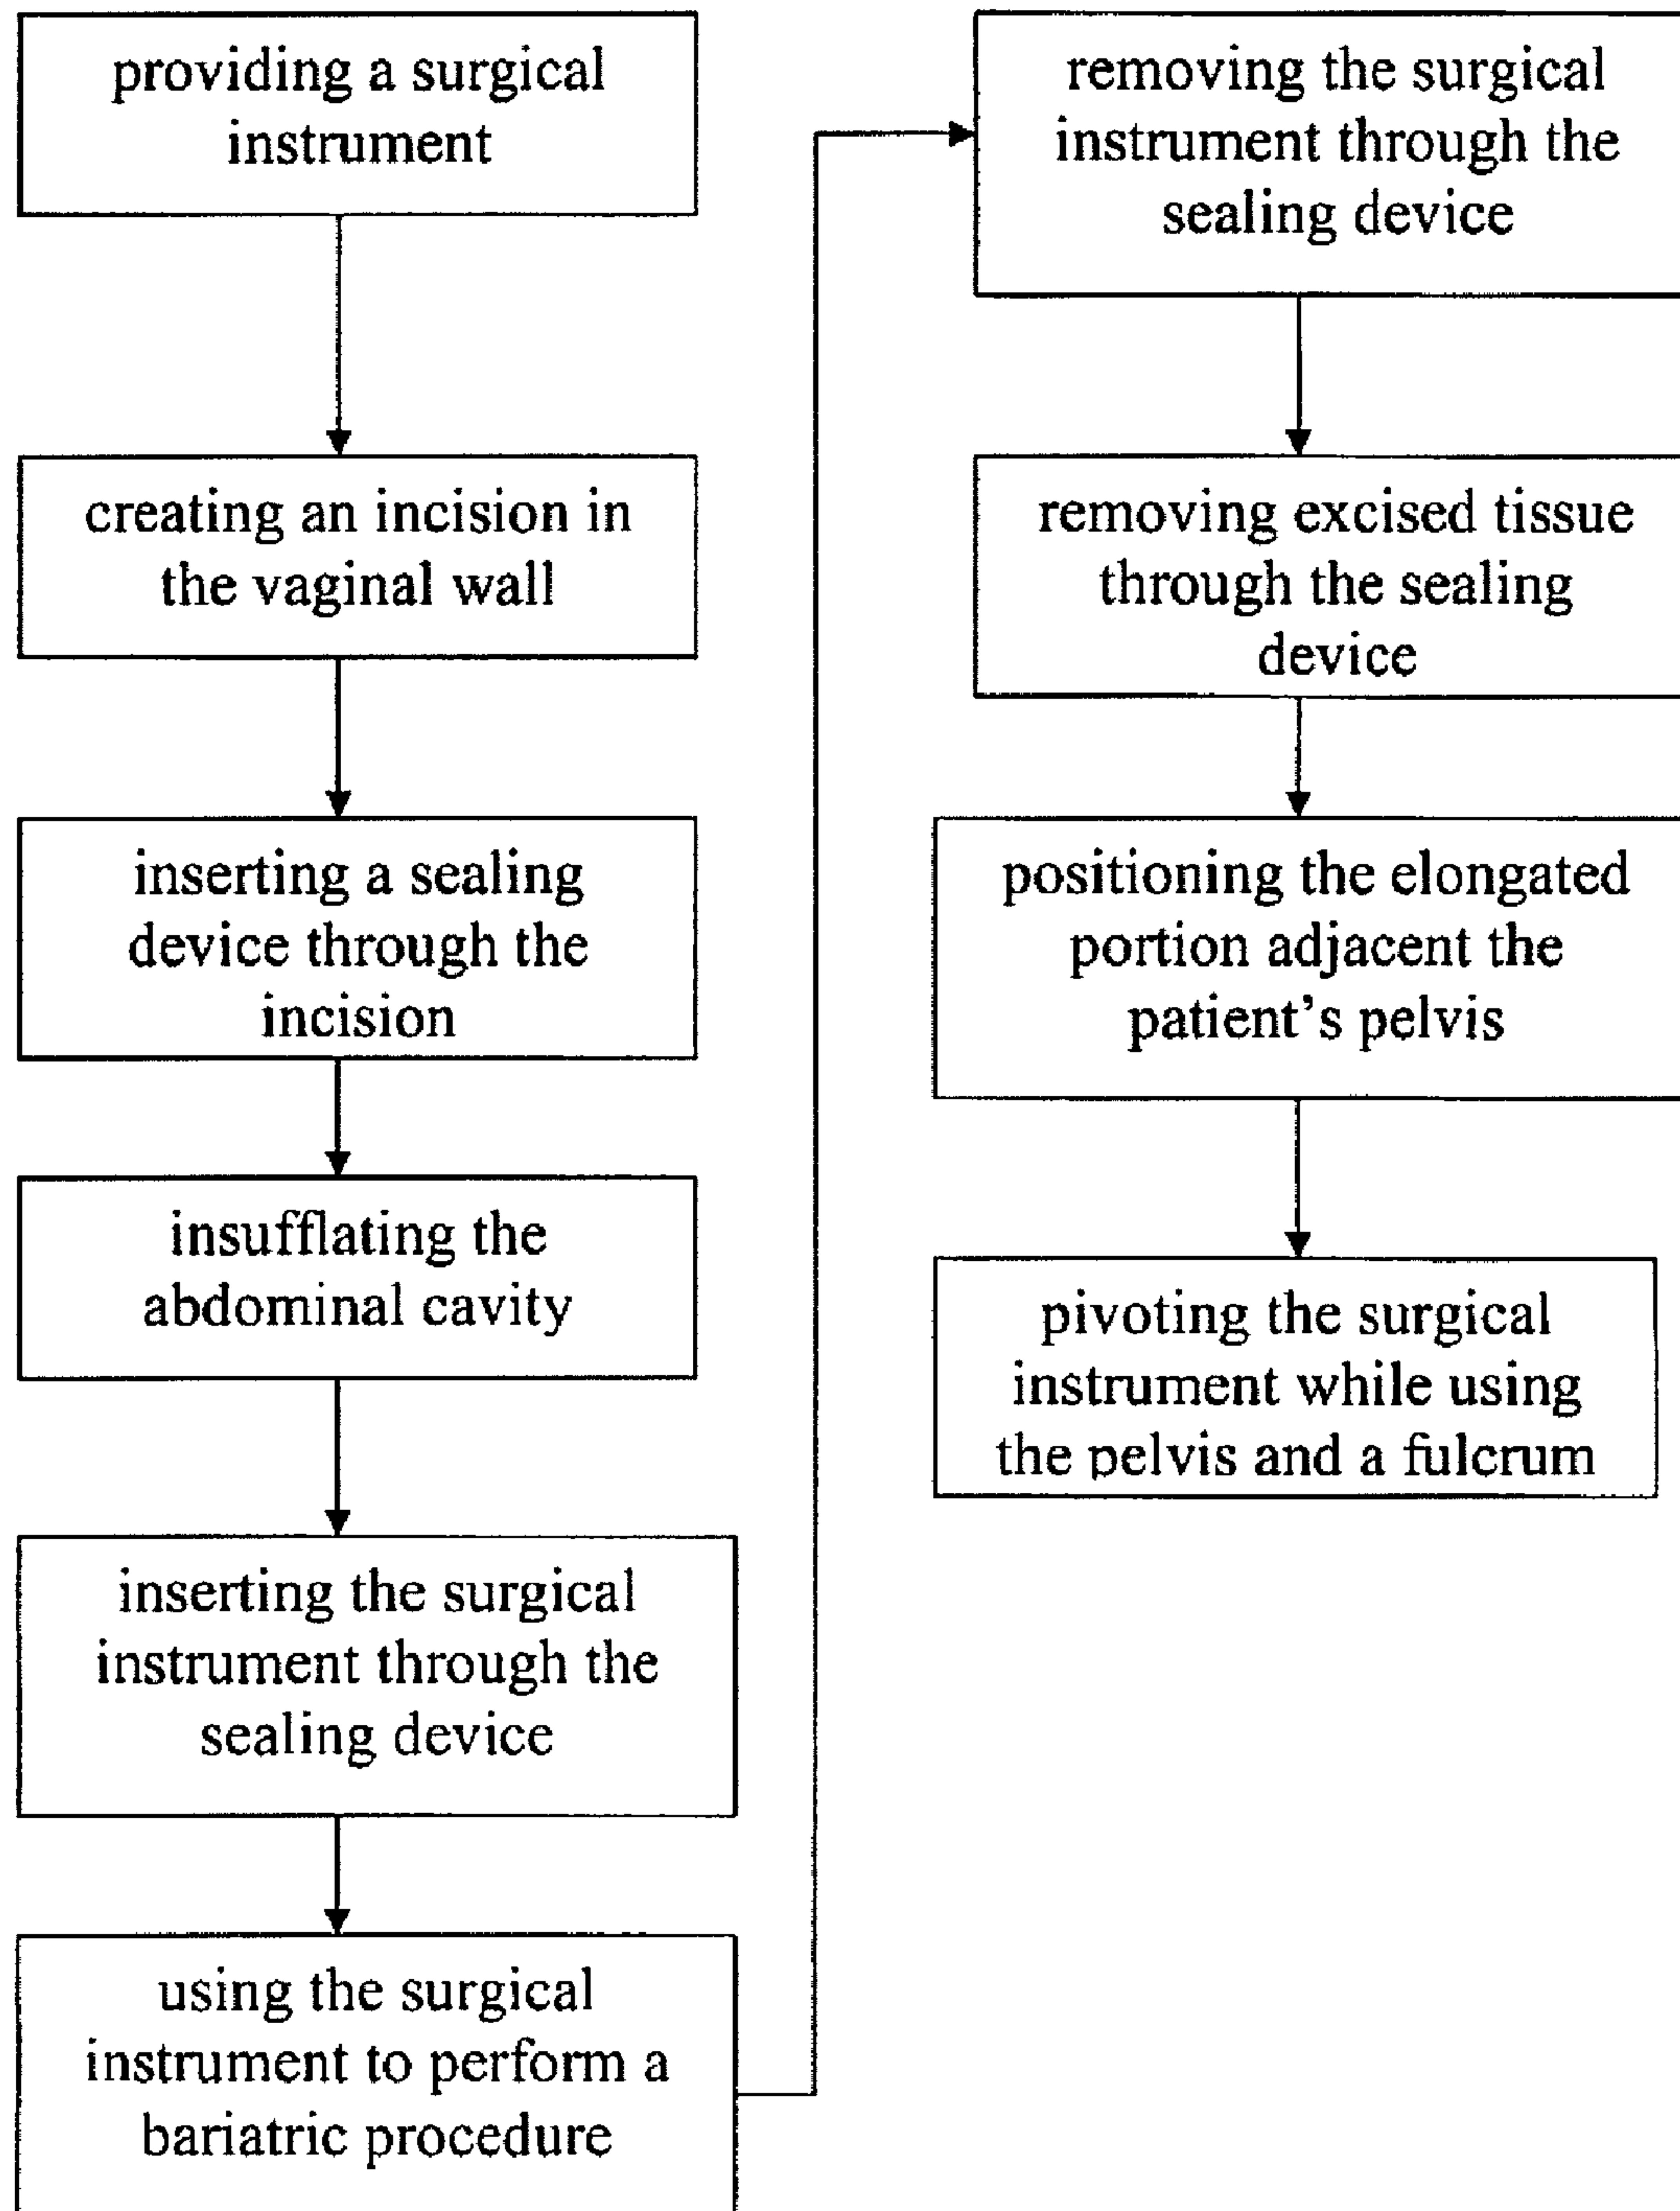 providing a surgical
instrument
creating an incision in
the vaginal wall
inserting a sealing
device through the
incision
insufflating the
abdominal cavity
inserting the surgical
instrument through the
sealing device
using the surgical
instrument to perform a
bariatric procedure
removing the surgical
instrument through the
sealing device
removing excised tissue
through the sealing
device
positioning the elongated
portion adjacent the
patient's pelvis
pivoting the surgical
instrument while using
the pelvis and a fulcrum